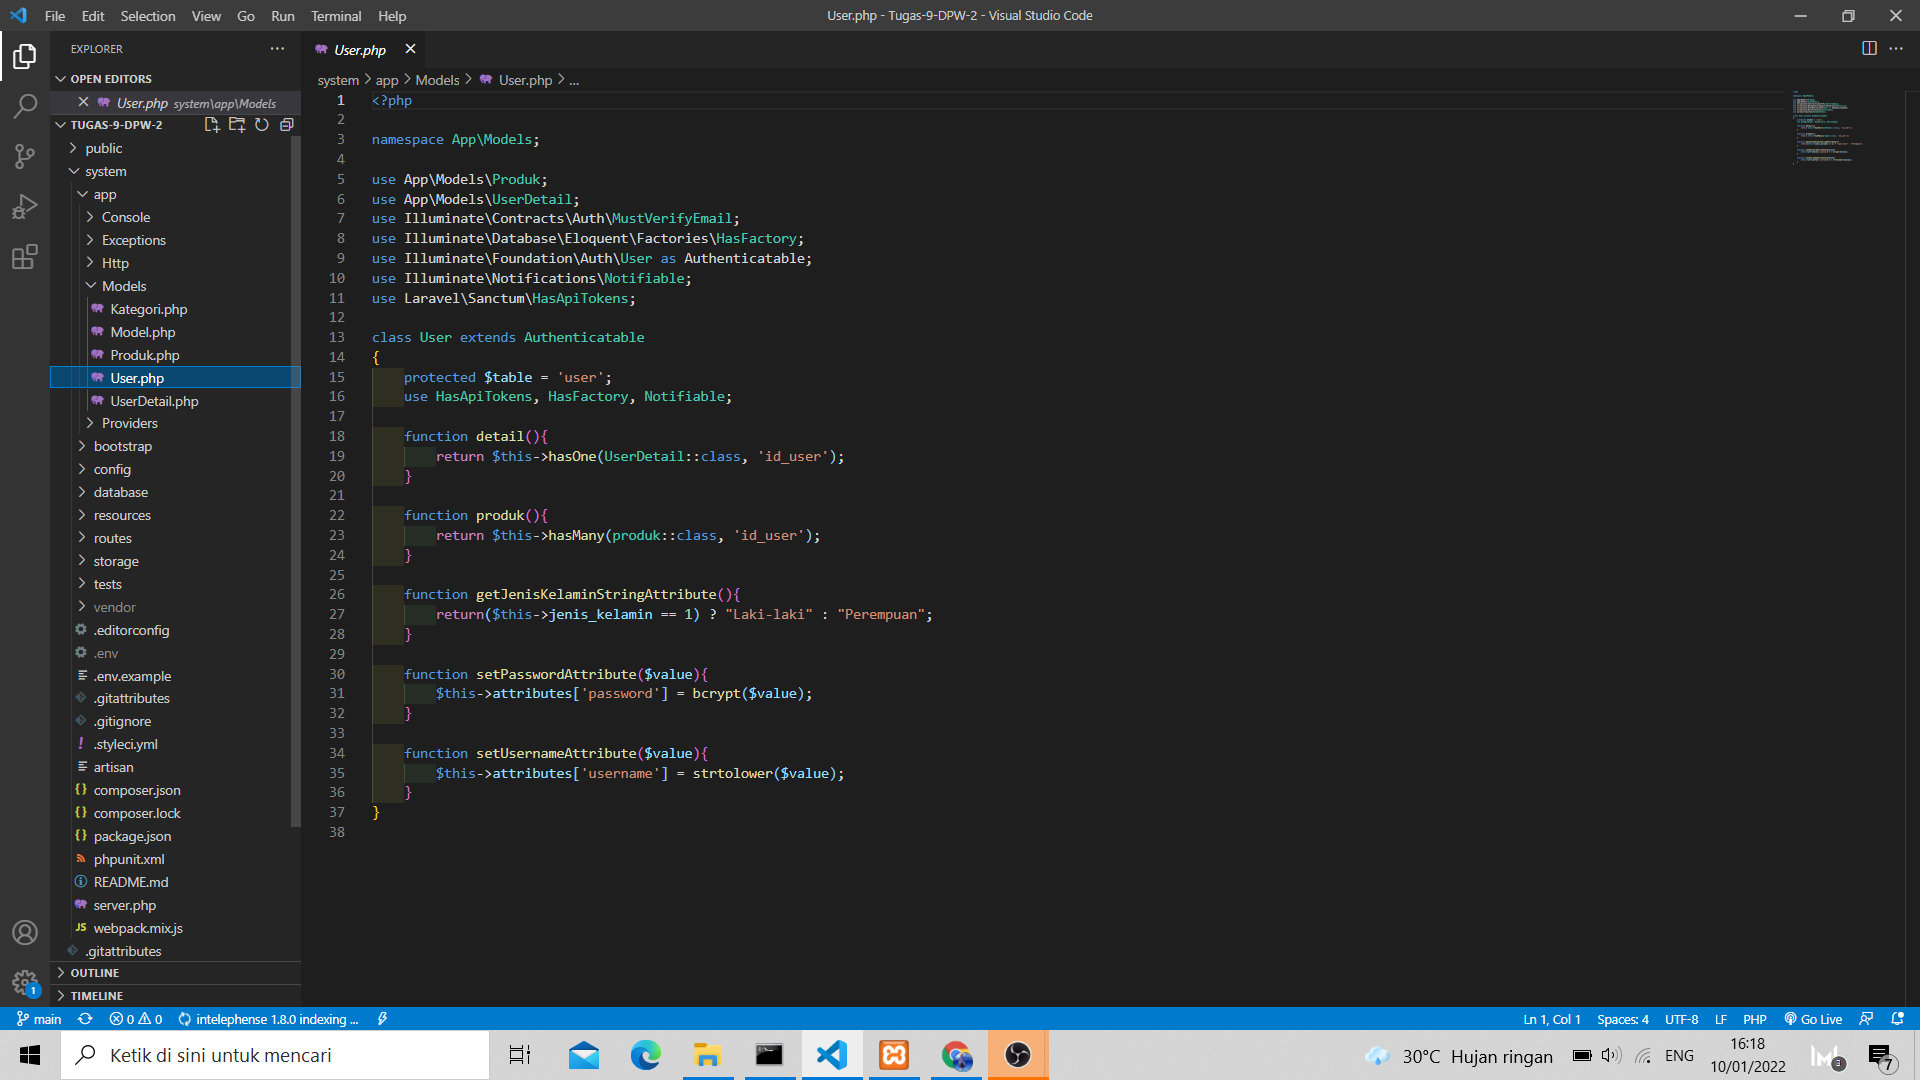 File Edit Selection View Go Run Terminal Help
User.php - Tugas-9-DPW-2 - Visual Studio Code
EXPLORER
OPEN EDITORS
User.php system\app\Models
TUGAS-9-DPW-2
public
system
app
Console
Exceptions
Http
Models
Kategori.php
Model.php
Produk.php
User.php
UserDetail.php
Providers
bootstrap
config
database
resources
routes
storage
tests
vendor
.editorconfig
.env
.env.example
.gitattributes
.gitignore
.styleci.yml
artisan
composer.json
composer.lock
package.json
phpunit.xml
README.md
server.php
webpack.mix.js
.gitattributes
OUTLINE
TIMELINE
User.php
system > app > Models > User.php > ...
1 <?php
2
3 namespace App\Models;
4
5 use App\Models\Produk;
6 use App\Models\UserDetail;
7 use Illuminate\Contracts\Auth\MustVerifyEmail;
8 use Illuminate\Database\Eloquent\Factories\HasFactory;
9 use Illuminate\Foundation\Auth\User as Authenticatable;
10 use Illuminate\Notifications\Notifiable;
11 use Laravel\Sanctum\HasApiTokens;
12
13 class User extends Authenticatable
14 {
15     protected $table = 'user';
16     use HasApiTokens, HasFactory, Notifiable;
17
18     function detail(){
19         return $this->hasOne(UserDetail::class, 'id_user');
20     }
21
22     function produk(){
23         return $this->hasMany(produk::class, 'id_user');
24     }
25
26     function getJenisKelaminStringAttribute(){
27         return($this->jenis_kelamin == 1) ? "Laki-laki" : "Perempuan";
28     }
29
30     function setPasswordAttribute($value){
31         $this->attributes['password'] = bcrypt($value);
32     }
33
34     function setUsernameAttribute($value){
35         $this->attributes['username'] = strtolower($value);
36     }
37 }
38
1
main 0 0 intelephense 1.8.0 indexing ... Ln 1, Col 1 Spaces: 4 UTF-8 LF PHP Go Live
Ketik di sini untuk mencari
30°C Hujan ringan
ENG
16:18
10/01/2022
3
7